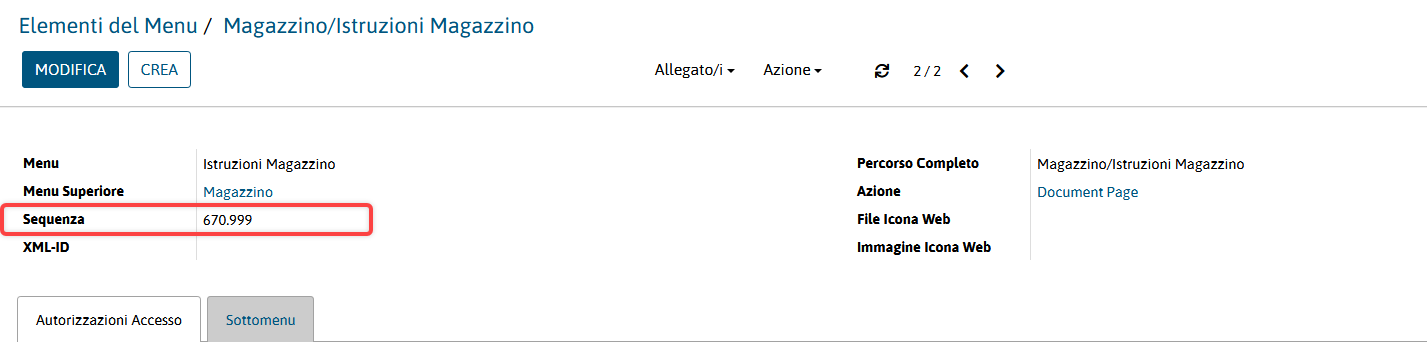 Elementi del Menu / Magazzino/Istruzioni Magazzino
MODIFICA CREA Allegato/i Azione 2 / 2
Menu Istruzioni Magazzino Percorso Completo Magazzino/Istruzioni Magazzino
Menu Superiore Magazzino Azione Document Page
Sequenza 670.999 File Icona Web
XML-ID Immagine Icona Web
Autorizzazioni Accesso Sottomenu